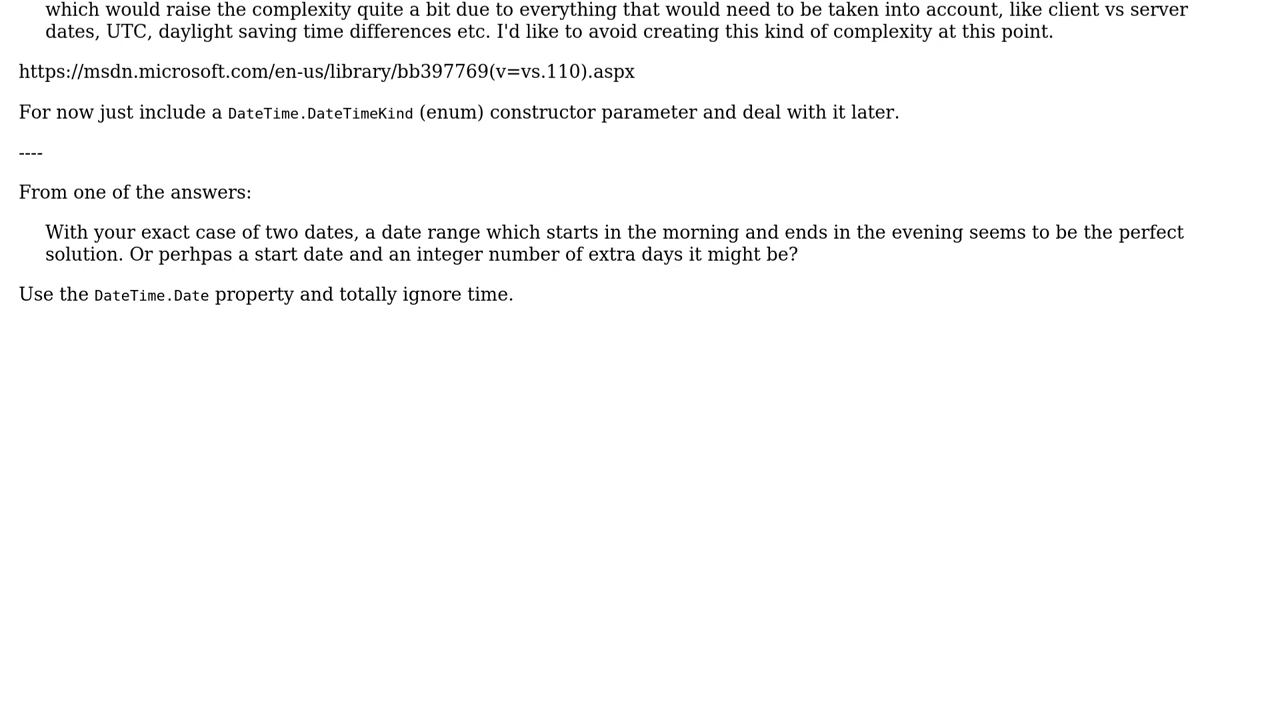 which would raise the complexity quite a bit due to everything that would need to be taken into account, like client vs server
dates, UTC, daylight saving time differences etc. I'd like to avoid creating this kind of complexity at this point.
https://msdn.microsoft.com/en-us/library/bb397769(v=vs.110).aspx
For now just include a DateTime.DateTimeKind (enum) constructor parameter and deal with it later.
----
From one of the answers:
With your exact case of two dates, a date range which starts in the morning and ends in the evening seems to be the perfect
solution. Or perhpas a start date and an integer number of extra days it might be?
Use the DateTime.Date property and totally ignore time.